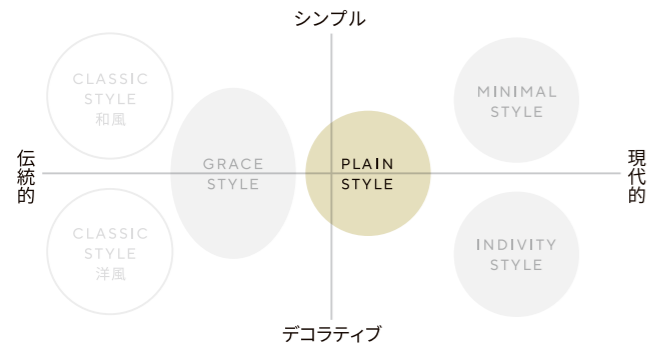 シンプル
CLASSIC
STYLE
和風
MINIMAL
STYLE
伝統的
GRACE
STYLE
PLAIN
STYLE
現代的
CLASSIC
STYLE
洋風
INDIVITY
STYLE
デコラティブ